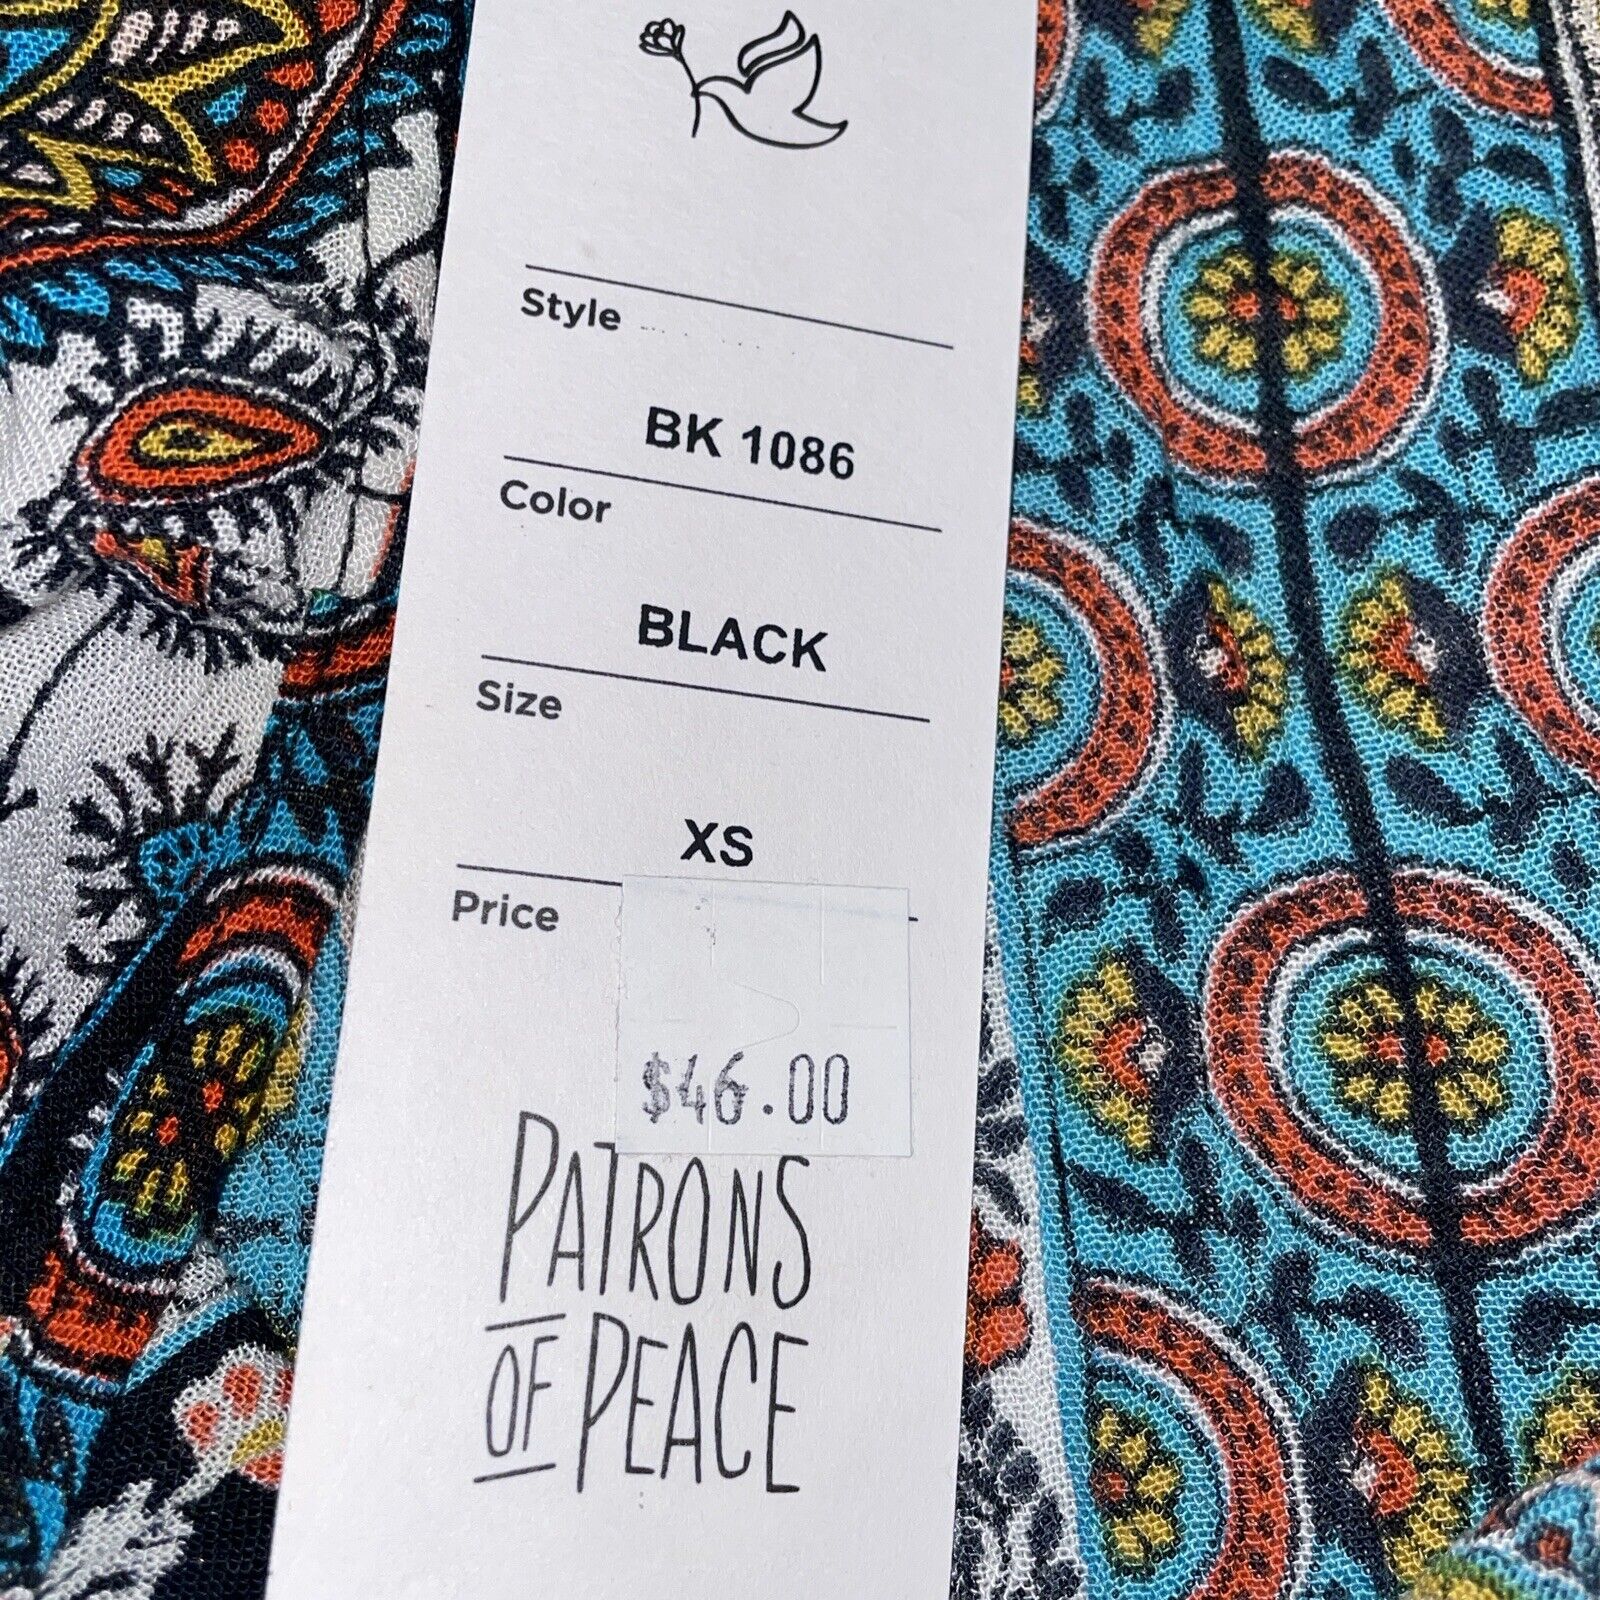 Style
BK 1086
Color
BLACK
Size
XS
Price
$46.00
PATRONS
OF PEACE